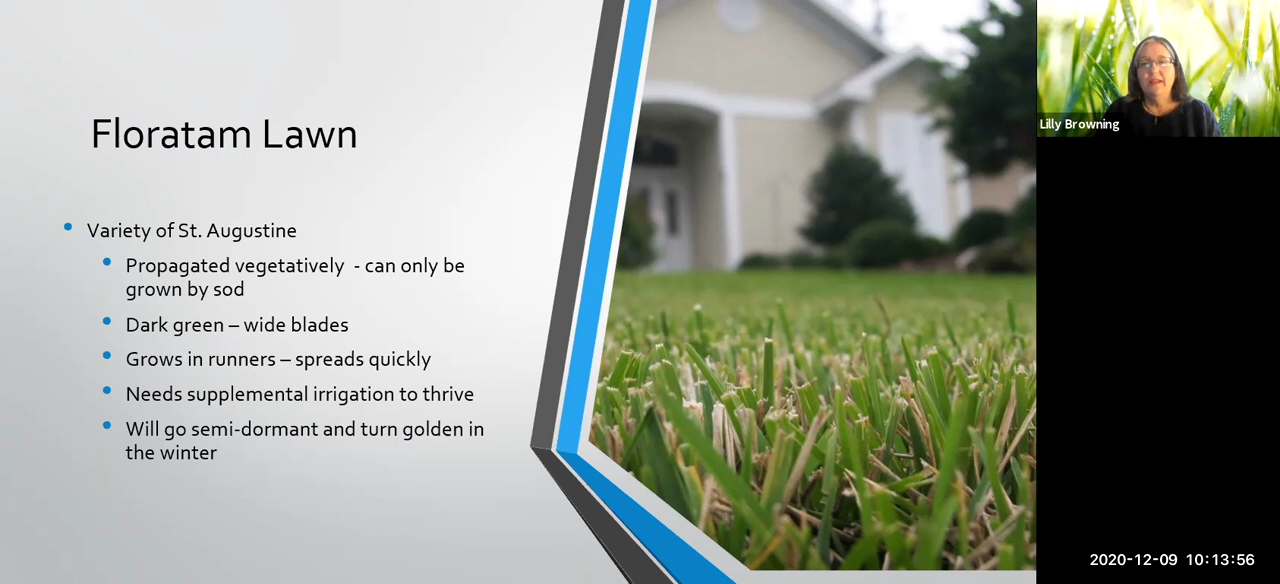 Floratam Lawn
Variety of St. Augustine
Propagated vegetatively - can only be
grown by sod
Dark green – wide blades
Grows in runners – spreads quickly
Needs supplemental irrigation to thrive
Will go semi-dormant and turn golden in
the winter
Lilly Browning
2020-12-09 10:13:56